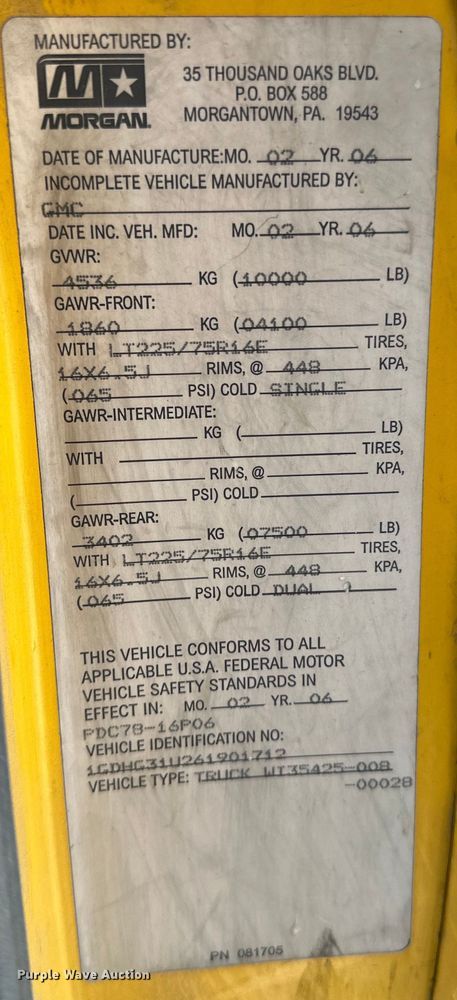 MANUFACTURED BY:
MORGAN
35 THOUSAND OAKS BLVD.
P.O. BOX 588
MORGANTOWN, PA. 19543
DATE OF MANUFACTURE:MO. 02 YR. 06
INCOMPLETE VEHICLE MANUFACTURED BY:
GMC
DATE INC. VEH. MFD: MO. 02 YR. 06
GVWR:
4536 KG (10000 LB)
GAWR-FRONT:
1860 KG (04100 LB)
WITH LT225/75R16E TIRES,
16X6.5J RIMS, @ 448 KPA,
(065 PSI) COLD SINGLE
GAWR-INTERMEDIATE:
KG ( LB)
WITH TIRES,
RIMS, @ KPA,
( PSI) COLD
GAWR-REAR:
3402 KG (07500 LB)
WITH LT225/75R16E TIRES,
16X6.5J RIMS, @ 448 KPA,
(065 PSI) COLD DUAL
THIS VEHICLE CONFORMS TO ALL
APPLICABLE U.S.A. FEDERAL MOTOR
VEHICLE SAFETY STANDARDS IN
EFFECT IN: MO. 02 YR. 06
PDC78-16P06
VEHICLE IDENTIFICATION NO:
1GDHG31U261901712
VEHICLE TYPE: TRUCK WT35425-008
-00028
PN 081705
Purple Wave Auction